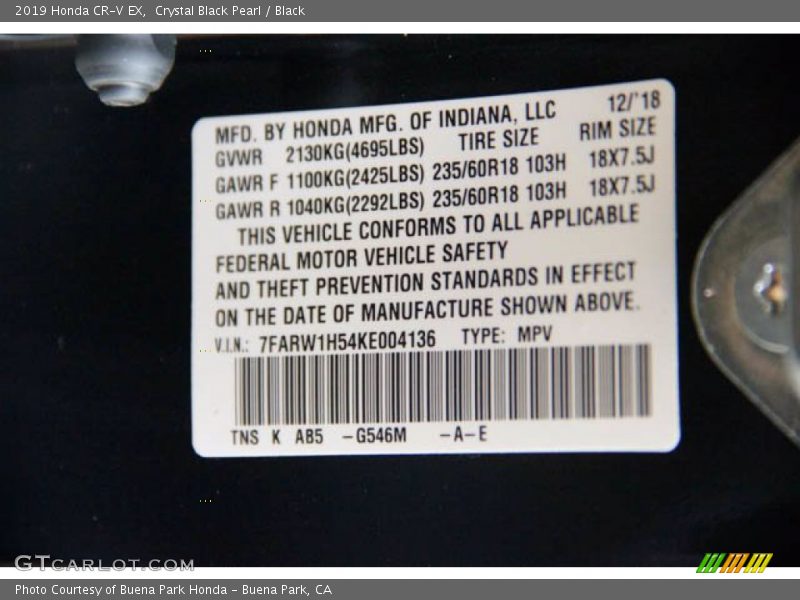 2019 Honda CR-V EX, Crystal Black Pearl / Black
MFD. BY HONDA MFG. OF INDIANA, LLC 12/'18
GVWR 2130KG(4695LBS) TIRE SIZE RIM SIZE
GAWR F 1100KG(2425LBS) 235/60R18 103H 18X7.5J
GAWR R 1040KG(2292LBS) 235/60R18 103H 18X7.5J
THIS VEHICLE CONFORMS TO ALL APPLICABLE
FEDERAL MOTOR VEHICLE SAFETY
AND THEFT PREVENTION STANDARDS IN EFFECT
ON THE DATE OF MANUFACTURE SHOWN ABOVE.
V.I.N.: 7FARW1H54KE004136 TYPE: MPV
TNS K AB5 -G546M -A-E
GTCARLOT.COM
Photo Courtesy of Buena Park Honda - Buena Park, CA